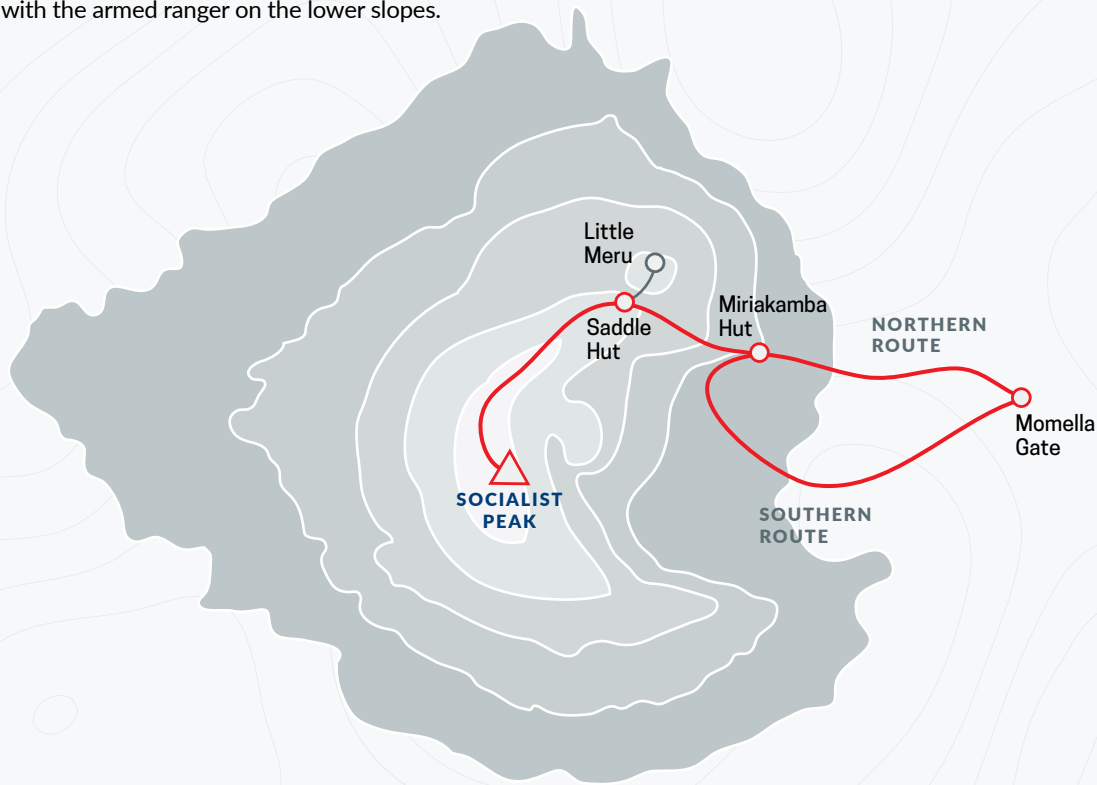 with the armed ranger on the lower slopes.
Little
Meru
Miriakamba
Hut
Saddle
Hut
NORTHERN
ROUTE
Momella
Gate
SOCIALIST
PEAK
SOUTHERN
ROUTE